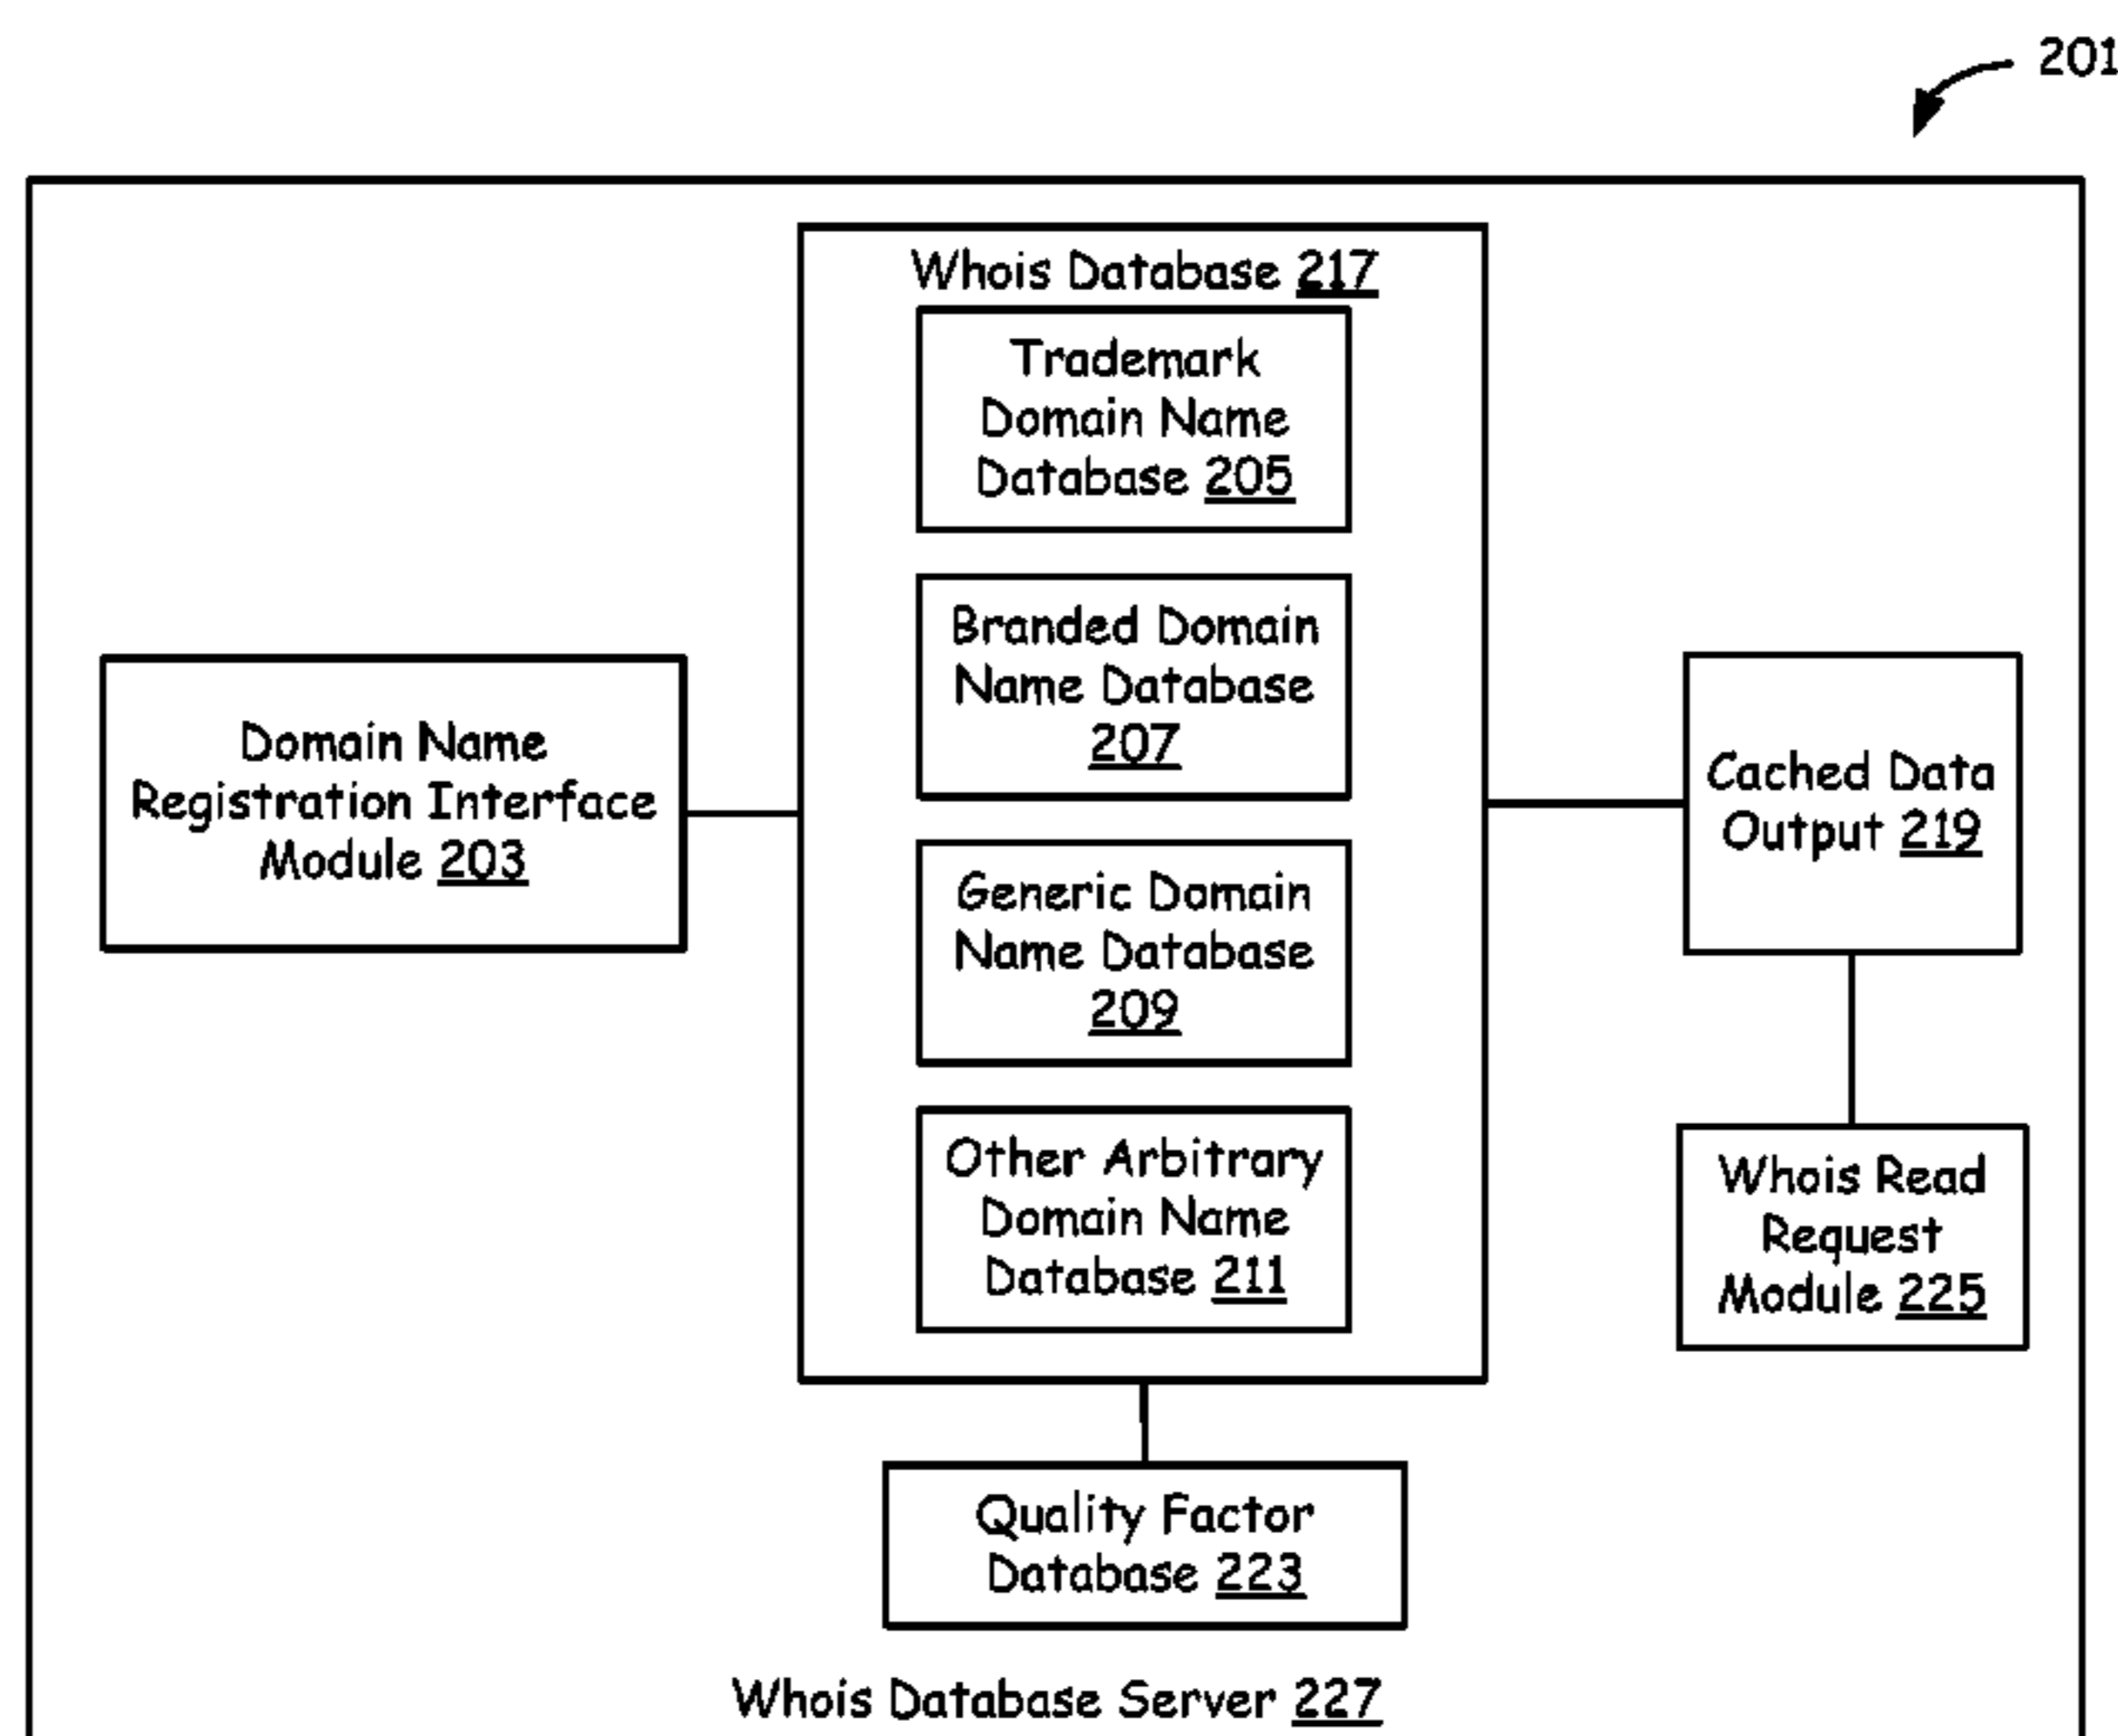 201
Whois Database 217
Trademark
Domain Name
Database 205
Branded Domain
Name Database
207
Domain Name
Registration Interface
Module 203
Cached Data
Output 219
Generic Domain
Name Database
209
Other Arbitrary
Domain Name
Database 211
Whois Read
Request
Module 225
Quality Factor
Database 223
Whois Database Server 227